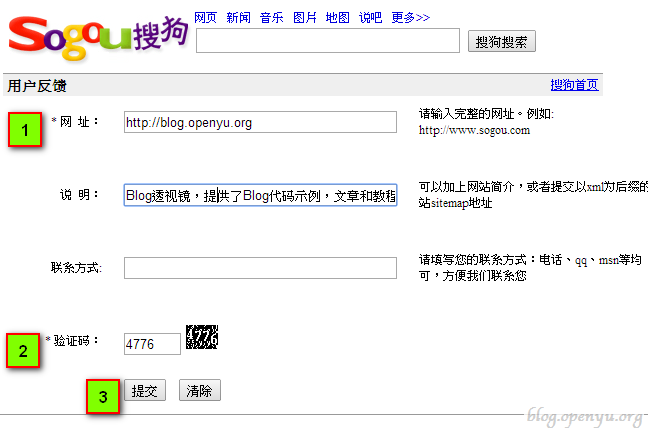 Sogou搜狗
网页 新闻 音乐 图片 地图 说吧 更多>>
搜狗搜索
用户反馈 搜狗首页
1
* 网 址：
http://blog.openyu.org
请输入完整的网址。例如:
http://www.sogou.com
说 明：
Blog透视镜，提供了Blog代码示例，文章和教程
可以加上网站简介，或者提交以xml为后缀的
站sitemap地址
联系方式:
请填写您的联系方式：电话、qq、msn等均
可，方便我们联系您
2
* 验证码：
4776
4776
3
提交 清除
blog.openyu.org